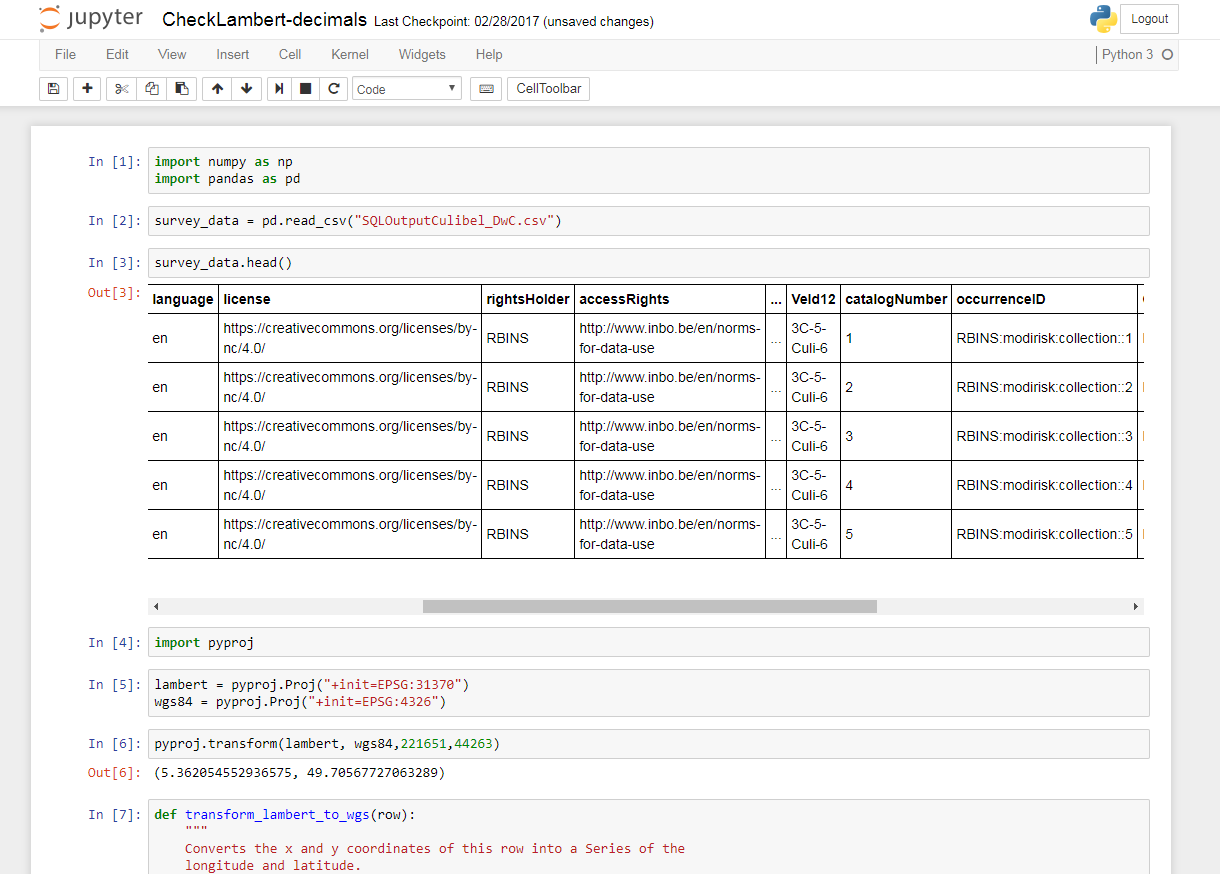 jupyter CheckLambert-decimals Last Checkpoint: 02/28/2017 (unsaved changes) Logout
File Edit View Insert Cell Kernel Widgets Help Python 3
Code CellToolbar
In [1]: import numpy as np
import pandas as pd
In [2]: survey_data = pd.read_csv("SQLOutputCulibel_DwC.csv")
In [3]: survey_data.head()
Out[3]: language license rightsHolder accessRights ... VeId12 catalogNumber occurrenceID
en https://creativecommons.org/licenses/by-nc/4.0/ RBINS http://www.inbo.be/en/norms-for-data-use ... 3C-5-Culi-6 1 RBINS:modirisk:collection::1
en https://creativecommons.org/licenses/by-nc/4.0/ RBINS http://www.inbo.be/en/norms-for-data-use ... 3C-5-Culi-6 2 RBINS:modirisk:collection::2
en https://creativecommons.org/licenses/by-nc/4.0/ RBINS http://www.inbo.be/en/norms-for-data-use ... 3C-5-Culi-6 3 RBINS:modirisk:collection::3
en https://creativecommons.org/licenses/by-nc/4.0/ RBINS http://www.inbo.be/en/norms-for-data-use ... 3C-5-Culi-6 4 RBINS:modirisk:collection::4
en https://creativecommons.org/licenses/by-nc/4.0/ RBINS http://www.inbo.be/en/norms-for-data-use ... 3C-5-Culi-6 5 RBINS:modirisk:collection::5
In [4]: import pyproj
In [5]: lambert = pyproj.Proj("+init=EPSG:31370")
wgs84 = pyproj.Proj("+init=EPSG:4326")
In [6]: pyproj.transform(lambert, wgs84,221651,44263)
Out[6]: (5.362054552936575, 49.70567727063289)
In [7]: def transform_lambert_to_wgs(row):
"""
Converts the x and y coordinates of this row into a Series of the
longitude and latitude.